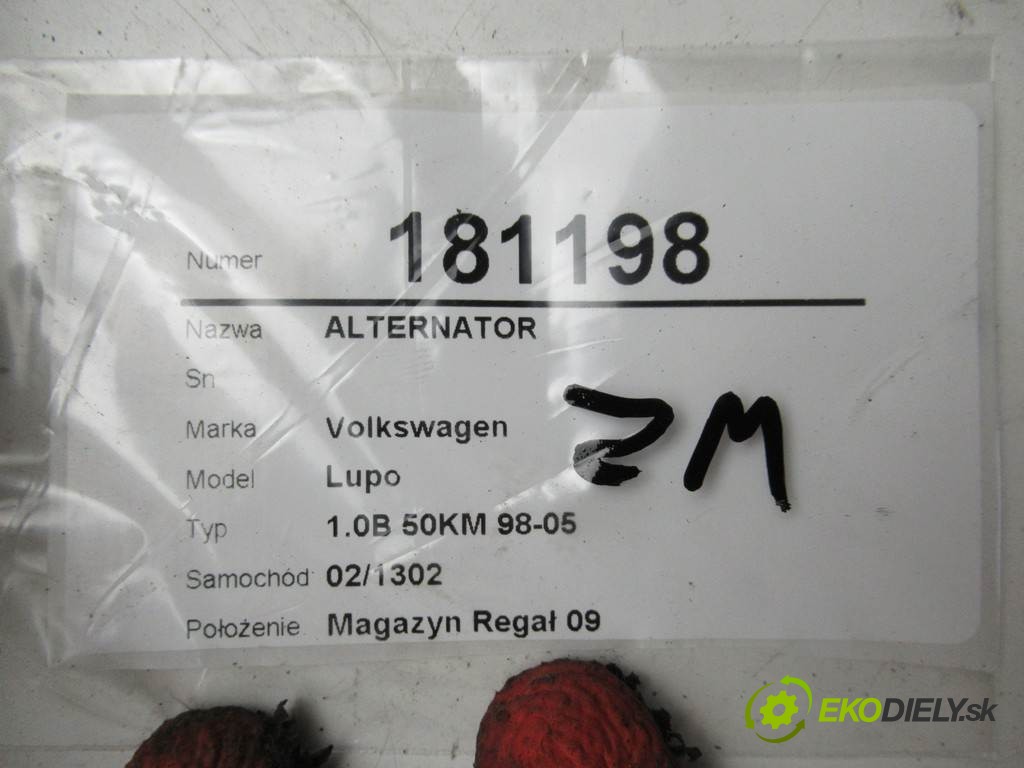 Numer 181198
Nazwa ALTERNATOR
Sn
Marka Volkswagen
Model Lupo
Typ 1.0B 50KM 98-05
Samochód 02/1302
Położenie Magazyn Regał 09
ZM
EKODIELY.sk